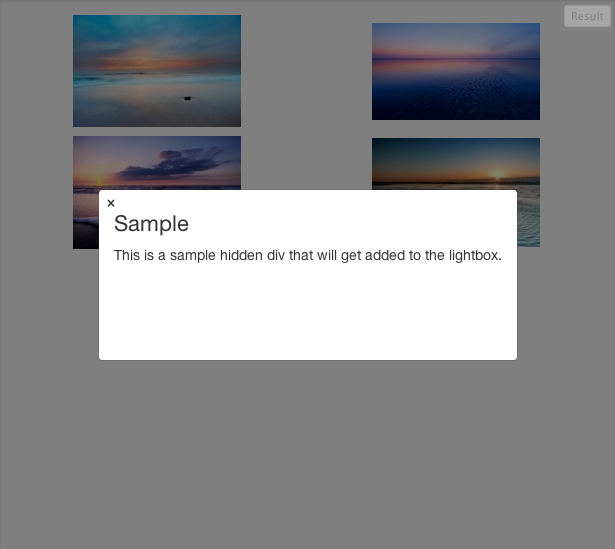 Result
×
Sample
This is a sample hidden div that will get added to the lightbox.